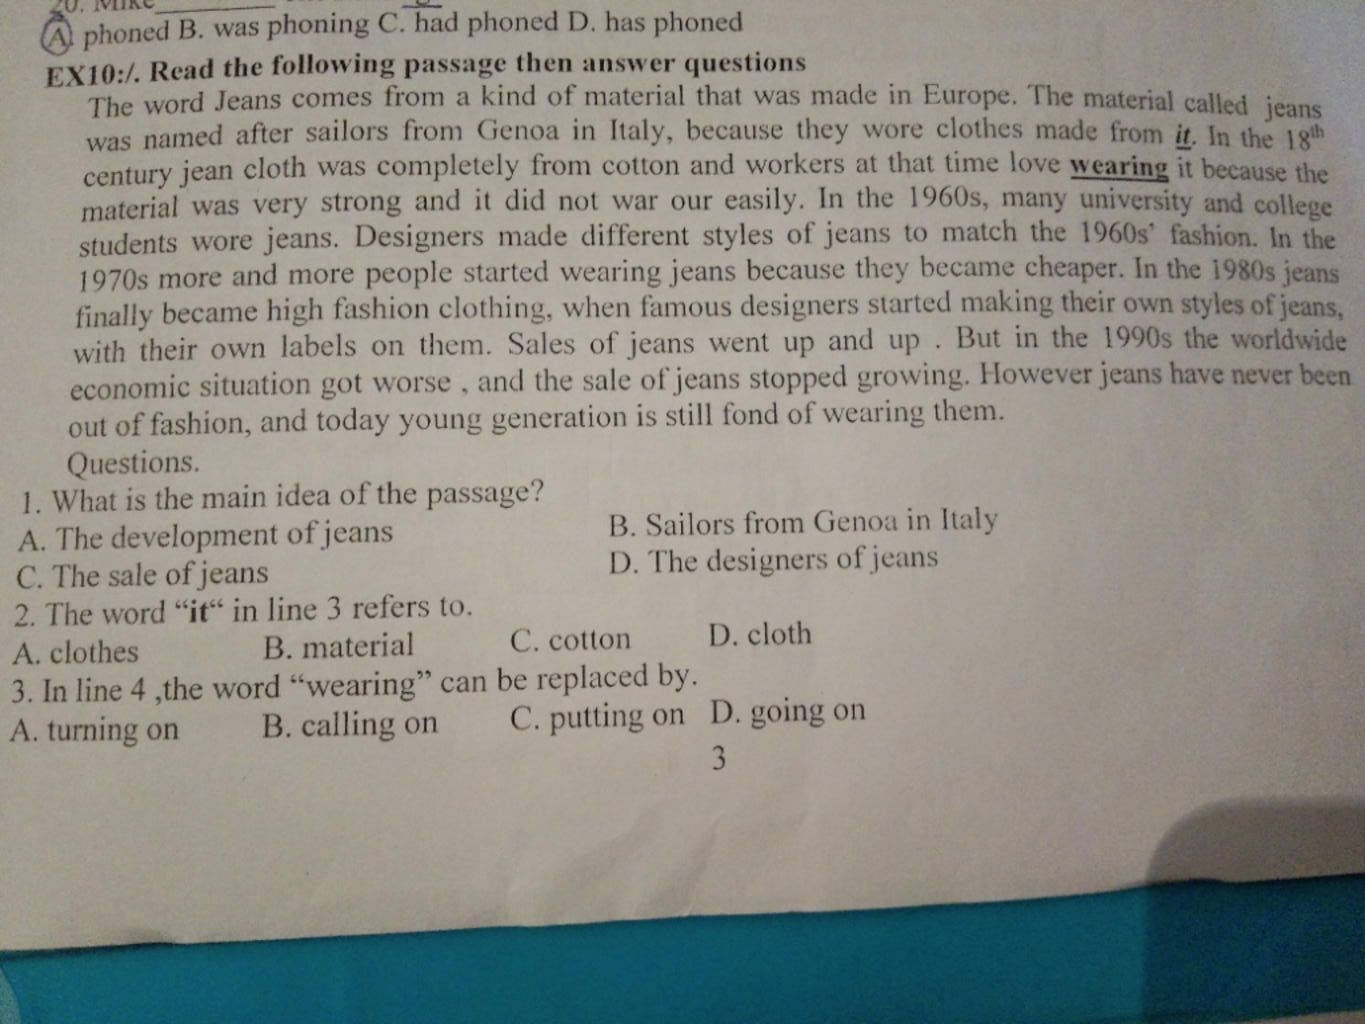 20. Mike
A. phoned B. was phoning C. had phoned D. has phoned
EX10:/. Read the following passage then answer questions
The word Jeans comes from a kind of material that was made in Europe. The material called jeans
was named after sailors from Genoa in Italy, because they wore clothes made from it. In the 18th
century jean cloth was completely from cotton and workers at that time love wearing it because the
material was very strong and it did not war our easily. In the 1960s, many university and college
students wore jeans. Designers made different styles of jeans to match the 1960s' fashion. In the
1970s more and more people started wearing jeans because they became cheaper. In the 1980s jeans
finally became high fashion clothing, when famous designers started making their own styles of jeans,
with their own labels on them. Sales of jeans went up and up . But in the 1990s the worldwide
economic situation got worse , and the sale of jeans stopped growing. However jeans have never been
out of fashion, and today young generation is still fond of wearing them.
Questions.
1. What is the main idea of the passage?
A. The development of jeans B. Sailors from Genoa in Italy
C. The sale of jeans D. The designers of jeans
2. The word “it“ in line 3 refers to.
A. clothes B. material C. cotton D. cloth
3. In line 4 ,the word “wearing” can be replaced by.
A. turning on B. calling on C. putting on D. going on
3